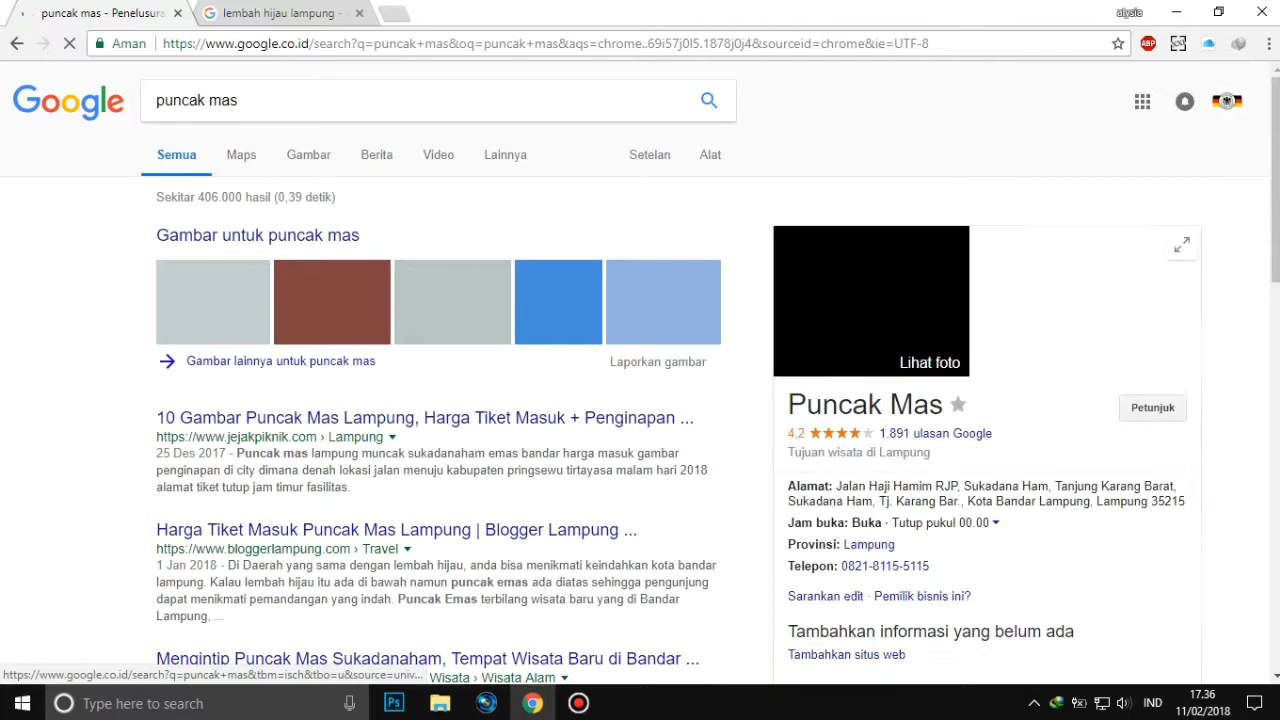 puncak mas - Penelusura
lembah hijau lampung -
alysia
Aman
https://www.google.co.id/search?q=puncak+mas&oq=puncak+mas&aqs=chrome..69i57j0l5.1878j0j4&sourceid=chrome&ie=UTF-8
ABP
Google
puncak mas
Semua
Maps
Gambar
Berita
Video
Lainnya
Setelan
Alat
Sekitar 406.000 hasil (0,39 detik)
Gambar untuk puncak mas
Gambar lainnya untuk puncak mas
Laporkan gambar
10 Gambar Puncak Mas Lampung, Harga Tiket Masuk + Penginapan ...
https://www.jejakpiknik.com › Lampung
25 Des 2017 - Puncak mas lampung muncak sukadanaham emas bandar harga masuk gambar
penginapan di city dimana denah lokasi jalan menuju kabupaten pringsewu tirtayasa malam hari 2018
alamat tiket tutup jam timur fasilitas.
Harga Tiket Masuk Puncak Mas Lampung | Blogger Lampung ...
https://www.bloggerlampung.com › Travel
1 Jan 2018 - Di Daerah yang sama dengan lembah hijau, anda bisa menikmati keindahkan kota bandar
lampung. Kalau lembah hijau itu ada di bawah namun puncak emas ada diatas sehingga pengunjung
dapat menikmati pemandangan yang indah. Puncak Emas terbilang wisata baru yang di Bandar
Lampung, ...
Mengintip Puncak Mas Sukadanaham, Tempat Wisata Baru di Bandar ...
Wisata › Wisata Alam
https://www.google.co.id/search?q=puncak+mas&tbm=isch&tbo=u&source=univ...
Lihat foto
Puncak Mas
Petunjuk
4,2 1.891 ulasan Google
Tujuan wisata di Lampung
Alamat: Jalan Haji Hamim RJP, Sukadana Ham, Tanjung Karang Barat,
Sukadana Ham, Tj. Karang Bar., Kota Bandar Lampung, Lampung 35215
Jam buka: Buka · Tutup pukul 00.00
Provinsi: Lampung
Telepon: 0821-8115-5115
Sarankan edit · Pemilik bisnis ini?
Tambahkan informasi yang belum ada
Tambahkan situs web
Type here to search
Ps
IND
17.36
11/02/2018